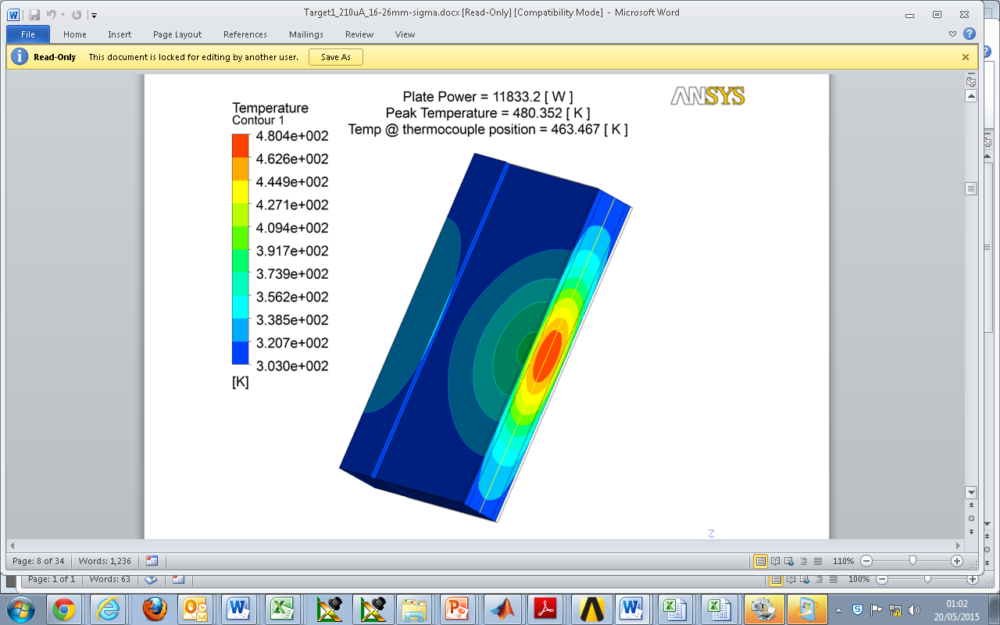 Target1_210uA_16-26mm-sigma.docx [Read-Only] [Compatibility Mode] - Microsoft Word
File Home Insert Page Layout References Mailings Review View
Read-Only This document is locked for editing by another user. Save As
Plate Power = 11833.2 [ W ]
Peak Temperature = 480.352 [ K ]
Temp @ thermocouple position = 463.467 [ K ]
ANSYS
Temperature
Contour 1
4.804e+002
4.626e+002
4.449e+002
4.271e+002
4.094e+002
3.917e+002
3.739e+002
3.562e+002
3.385e+002
3.207e+002
3.030e+002
[K]
Z
Page: 8 of 34 Words: 1,236 110%
Page: 1 of 1 Words: 63 100%
01:02
20/05/2015